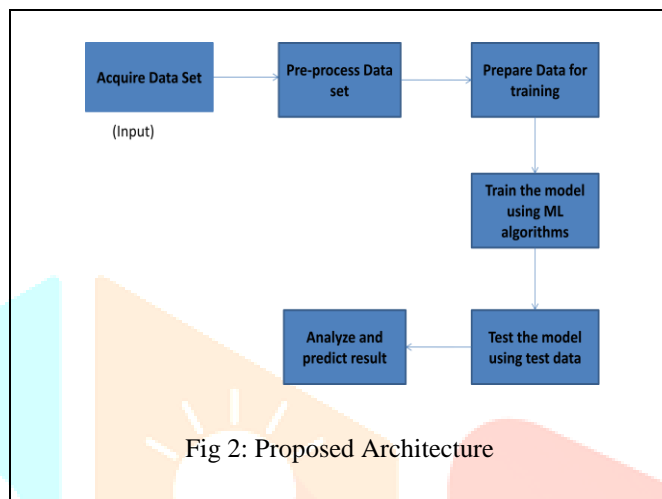 Acquire Data Set
(Input)
Pre-process Data
set
Prepare Data for
training
Train the model
using ML
algorithms
Test the model
using test data
Analyze and
predict result
Fig 2: Proposed Architecture